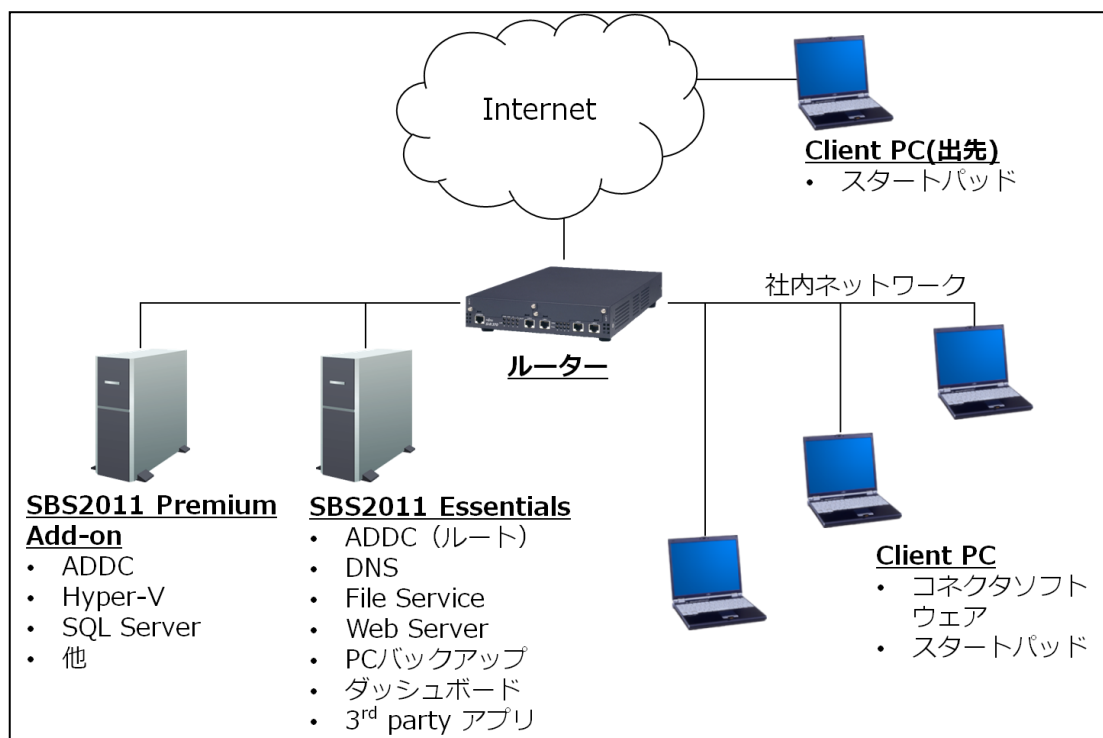 Internet
Client PC(出先)
• スタートパッド
社内ネットワーク
ルーター
SBS2011 Premium
Add-on
• ADDC
• Hyper-V
• SQL Server
• 他
SBS2011 Essentials
• ADDC（ルート）
• DNS
• File Service
• Web Server
• PCバックアップ
• ダッシュボード
• 3rd party アプリ
Client PC
• コネクタソフト
ウェア
• スタートパッド